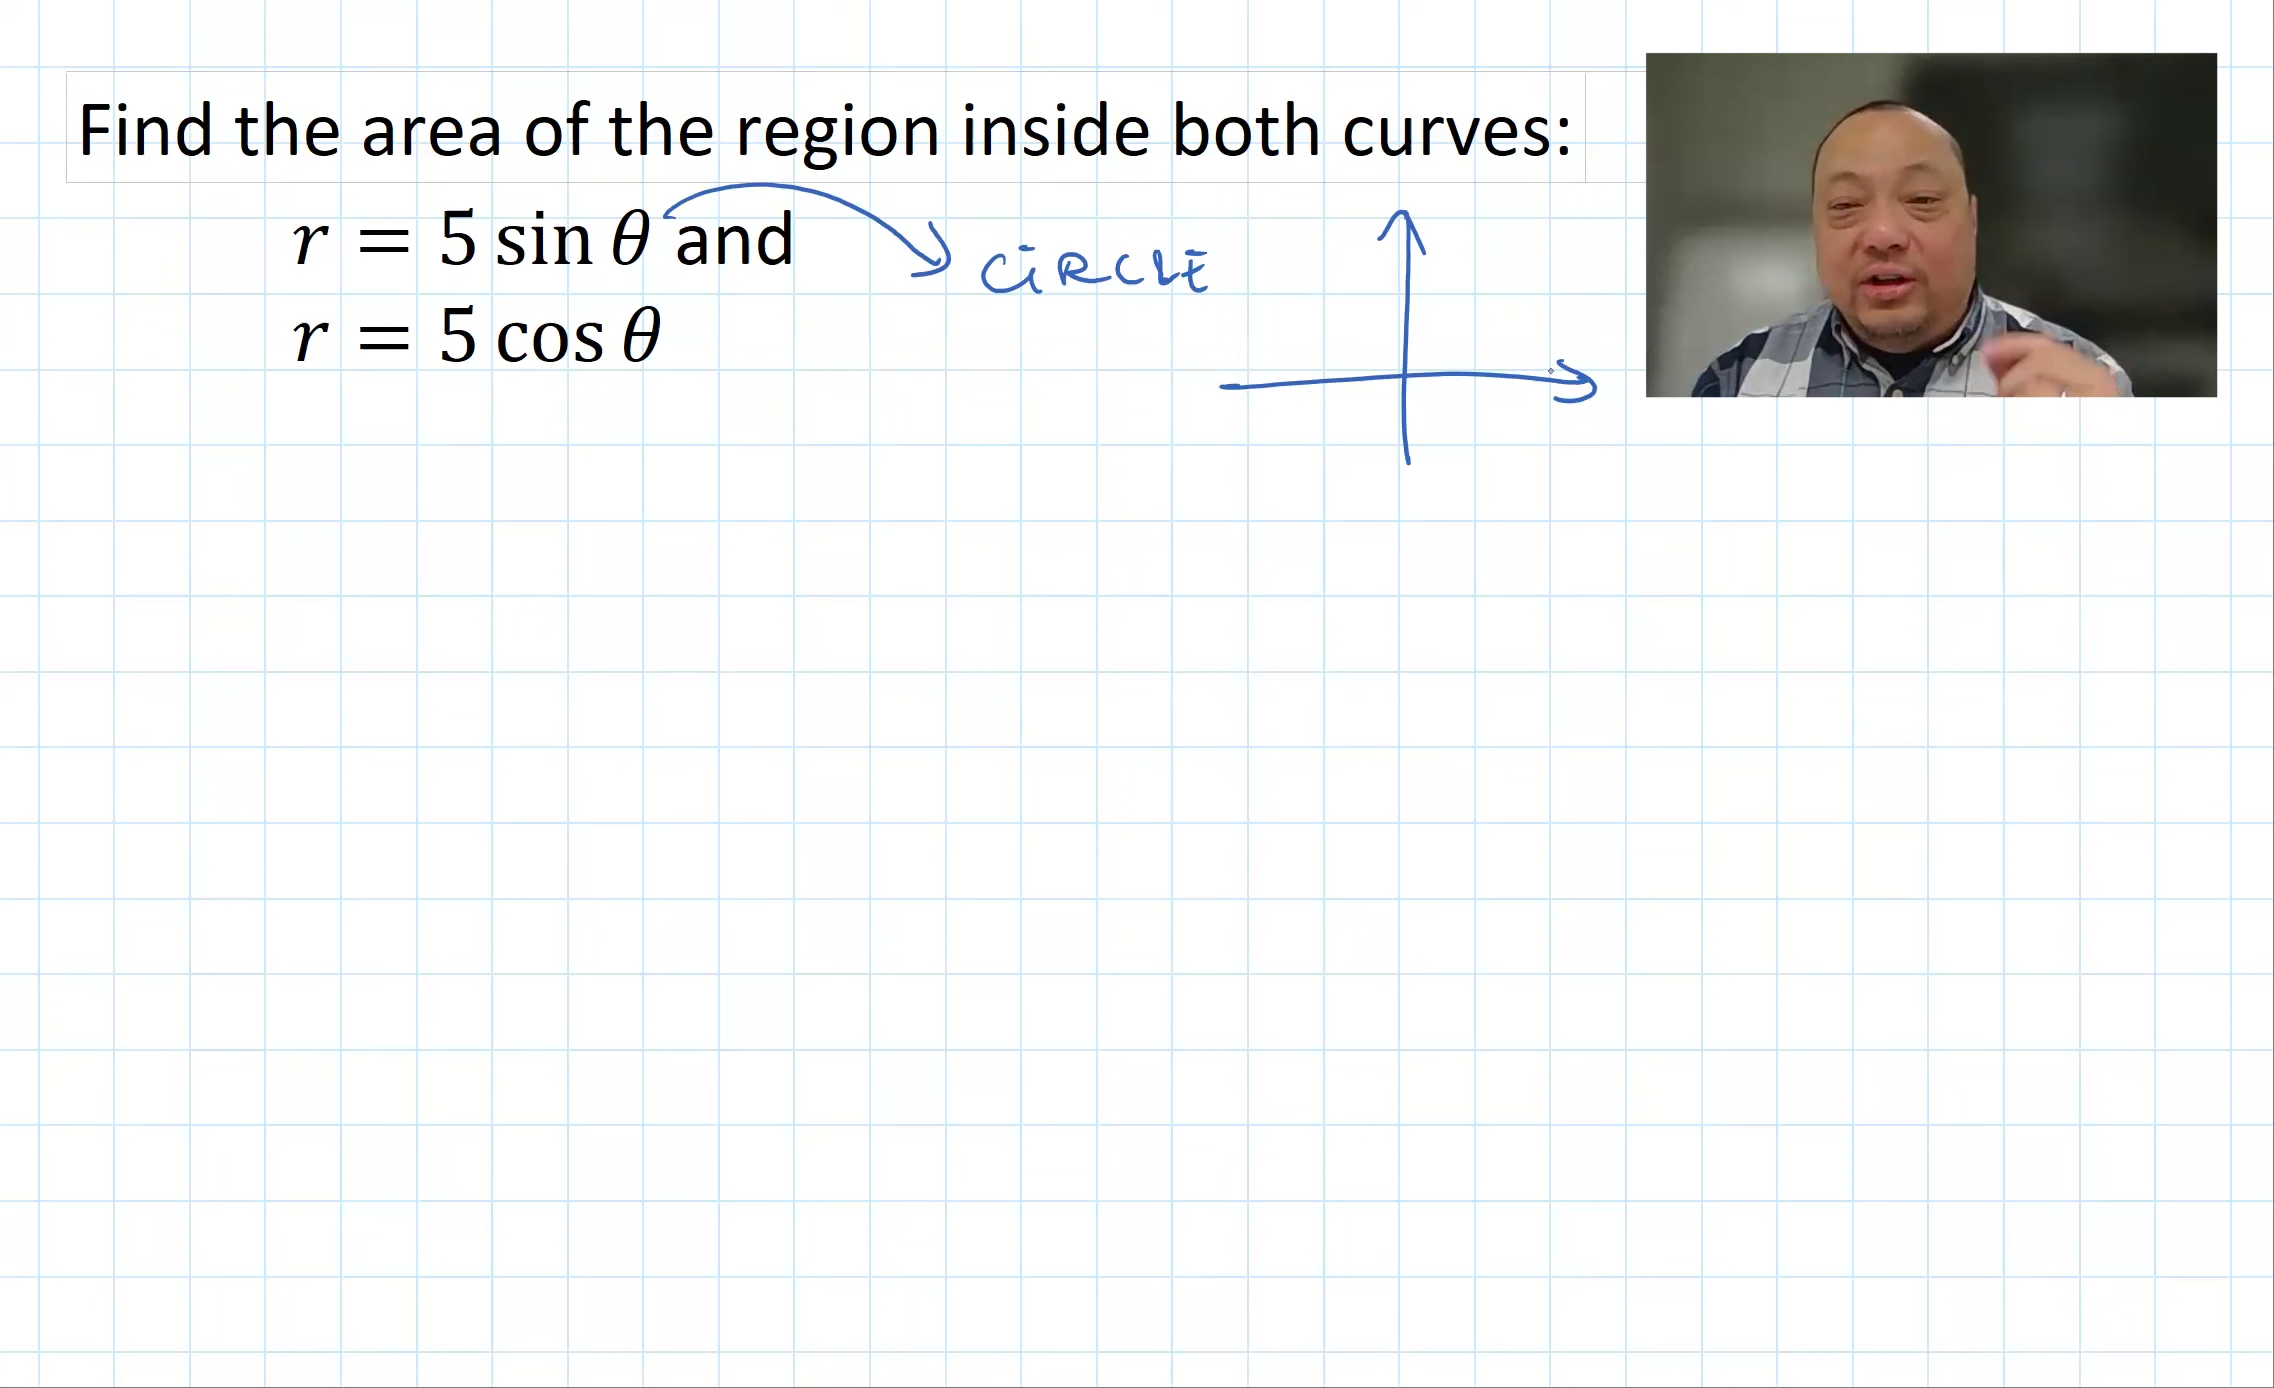 Find the area of the region inside both curves:
r = 5 sin θ and
CiRCLE
r = 5 cos θ